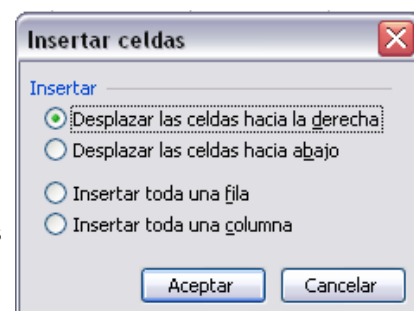 Insertar celdas
Insertar
Desplazar las celdas hacia la derecha
Desplazar las celdas hacia abajo
Insertar toda una fila
Insertar toda una columna
Aceptar Cancelar